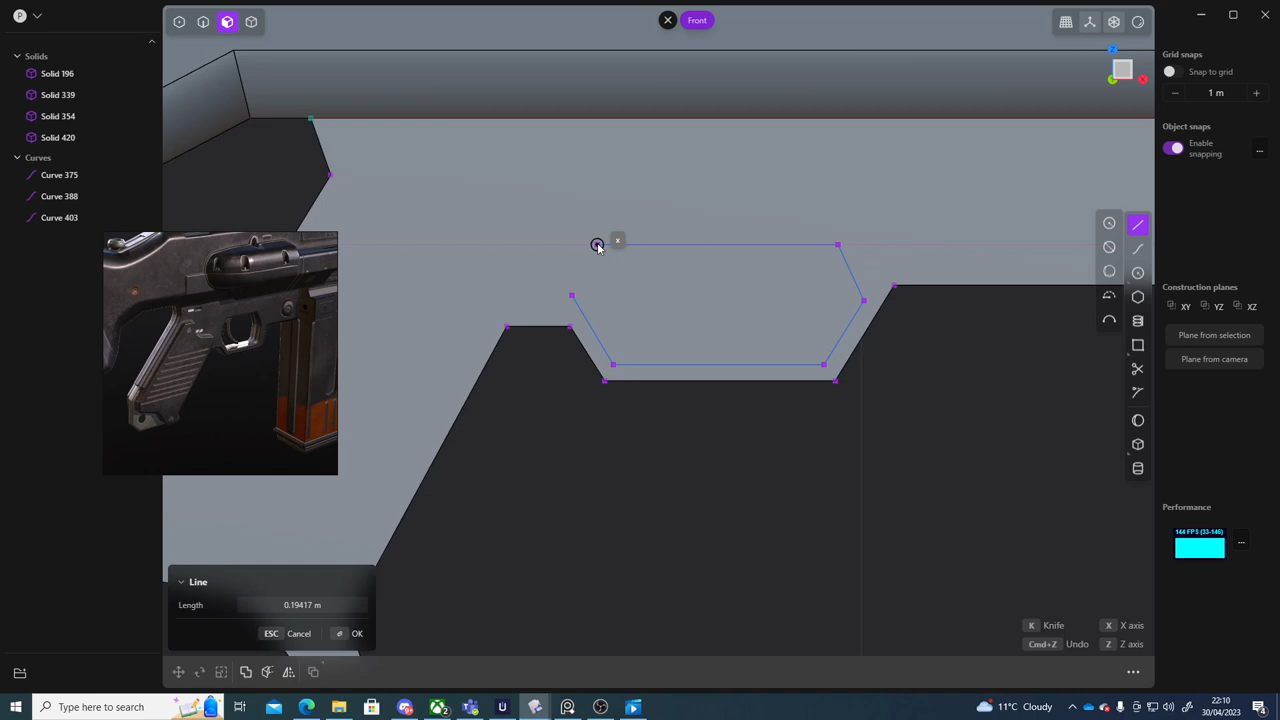 P
Front
Solids
Solid 196
Solid 339
Solid 354
Solid 420
Curves
Curve 375
Curve 388
Curve 403
x
Z
X
Y
Grid snaps
Snap to grid
1 m
Object snaps
Enable
snapping
...
Construction planes
XY
YZ
XZ
Plane from selection
Plane from camera
Performance
144 FPS (33-146)
...
Line
Length
0.19417 m
ESC
Cancel
OK
K
Knife
X
X axis
Cmd+Z
Undo
Z
Z axis
Type here to search
2
11°C Cloudy
22:10
30/04/2023